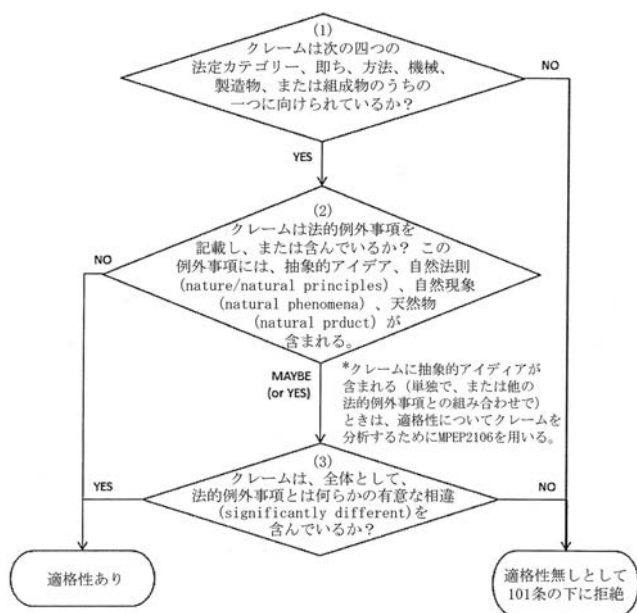 (1)
クレームは次の四つの
法定カテゴリー、即ち、方法、機械、
製造物、または組成物のうちの
一つに向けられているか？
NO
YES
(2)
クレームは法的例外事項を
記載し、または含んでいるか？ この
例外事項には、抽象的アイデア、自然法則
(nature/natural principles)、自然現象
(natural phenomena)、天然物
(natural prduct) が
含まれる。
NO
MAYBE
(or YES)
*クレームに抽象的アイディアが
含まれる（単独で、または他の
法的例外事項との組み合わせで）
ときは、適格性についてクレームを
分析するためにMPEP2106を用いる。
(3)
クレームは、全体として、
法的例外事項とは何らかの有意な相違
(significantly different)を
含んでいるか？
YES
NO
適格性あり
適格性無しとして
101条の下に拒絶